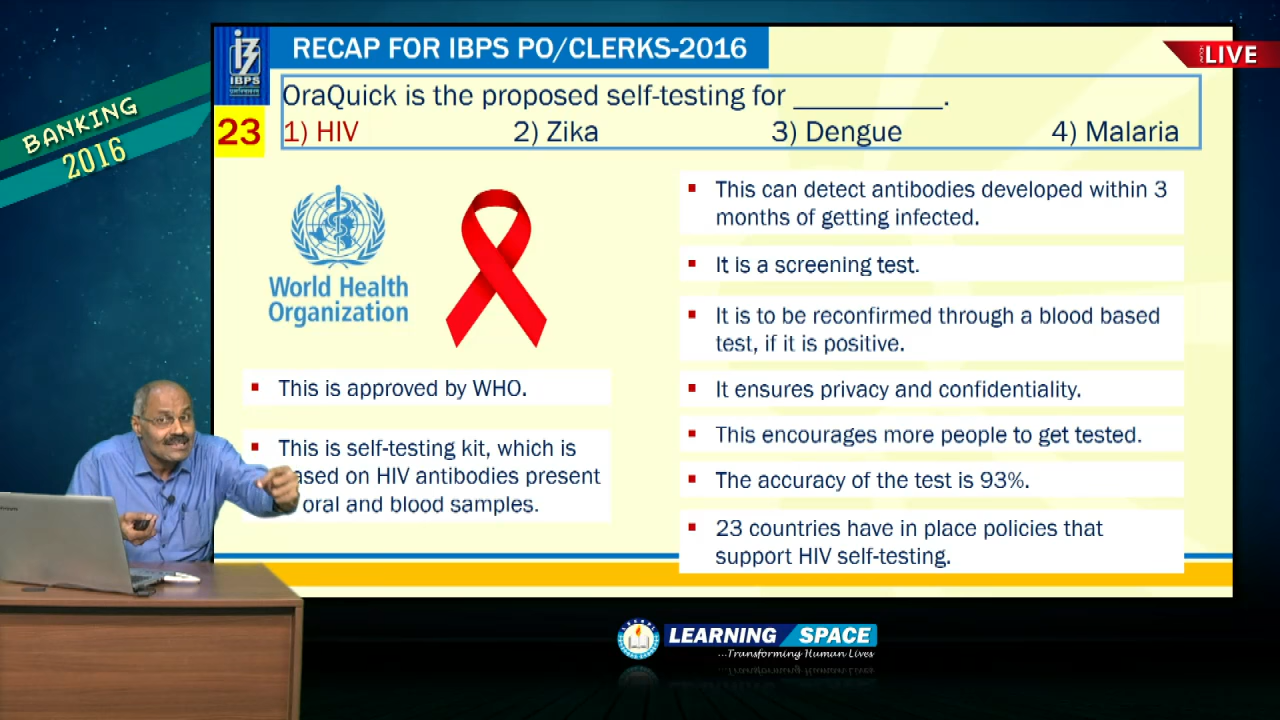 RECAP FOR IBPS PO/CLERKS-2016
IBPS
LIVE
BANKING
2016
OraQuick is the proposed self-testing for __________.
23
1) HIV 2) Zika 3) Dengue 4) Malaria
World Health
Organization
This is approved by WHO.
This is self-testing kit, which is
on HIV antibodies present
oral and blood samples.
This can detect antibodies developed within 3
months of getting infected.
It is a screening test.
It is to be reconfirmed through a blood based
test, if it is positive.
It ensures privacy and confidentiality.
This encourages more people to get tested.
The accuracy of the test is 93%.
23 countries have in place policies that
support HIV self-testing.
LEARNING SPACE
...Transforming Human Lives